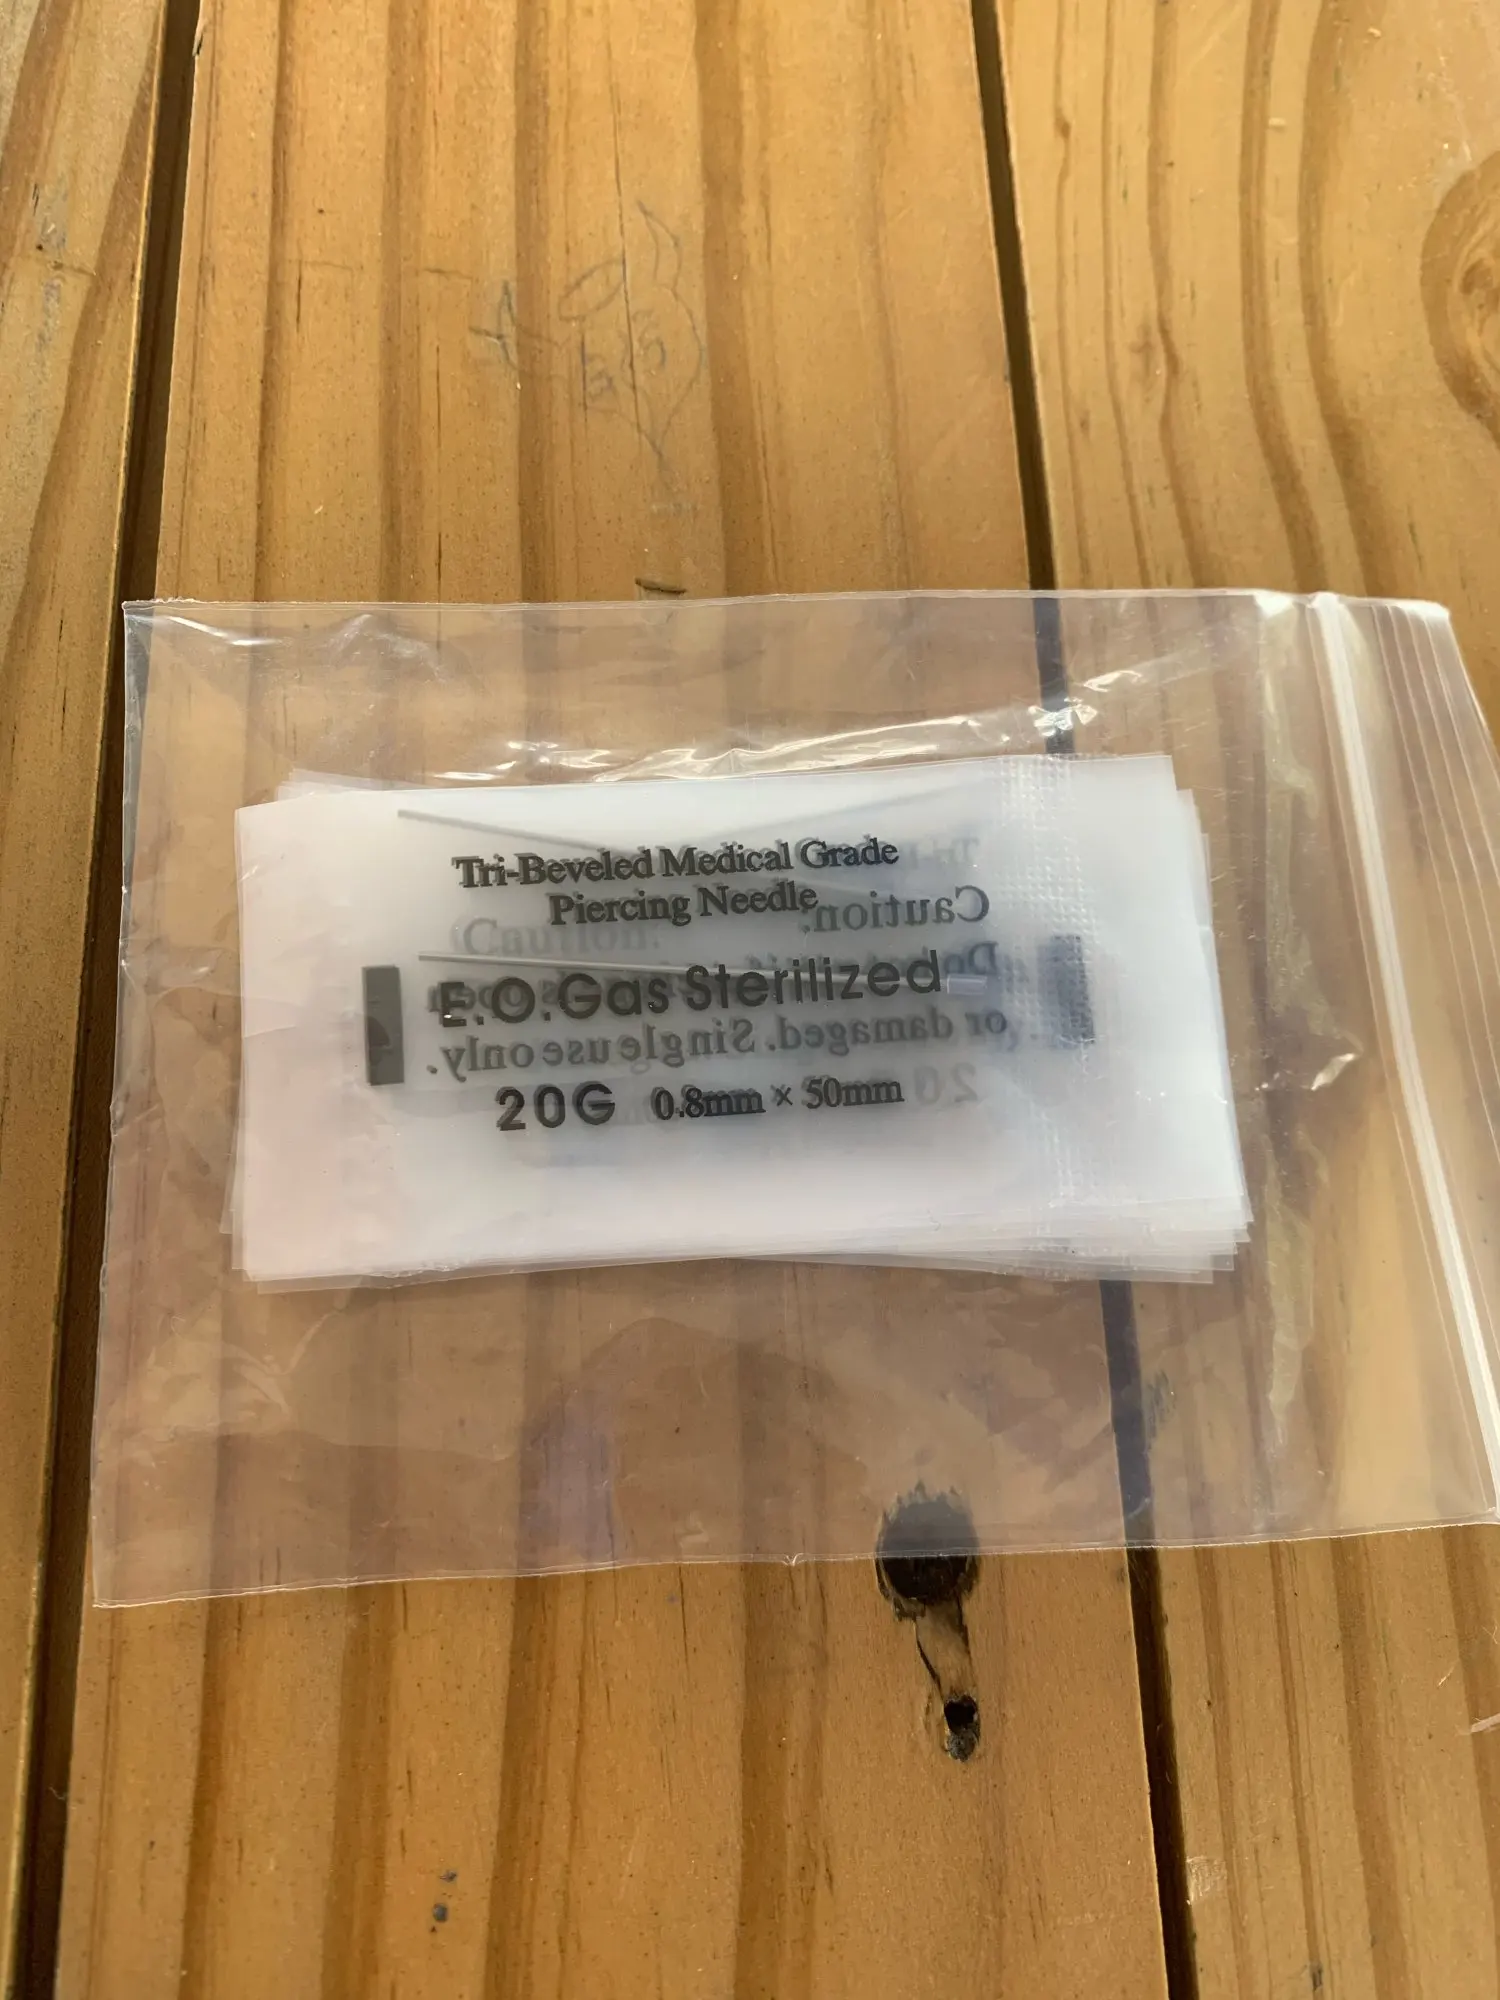 Tri-Beveled Medical Grade
Piercing Needle
Caution.
E.O.Gas Sterilized
or damaged. Single use only.
20G 0.8mm × 50mm